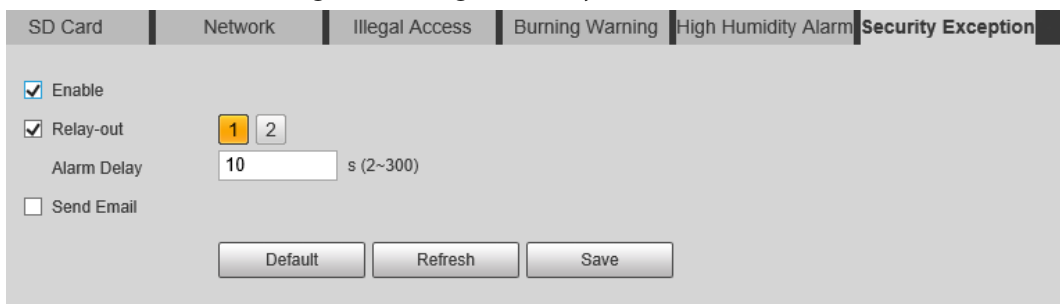 SD Card Network Illegal Access Burning Warning High Humidity Alarm Security Exception
Enable
Relay-out 1 2
Alarm Delay 10 s (2~300)
Send Email
Default Refresh Save